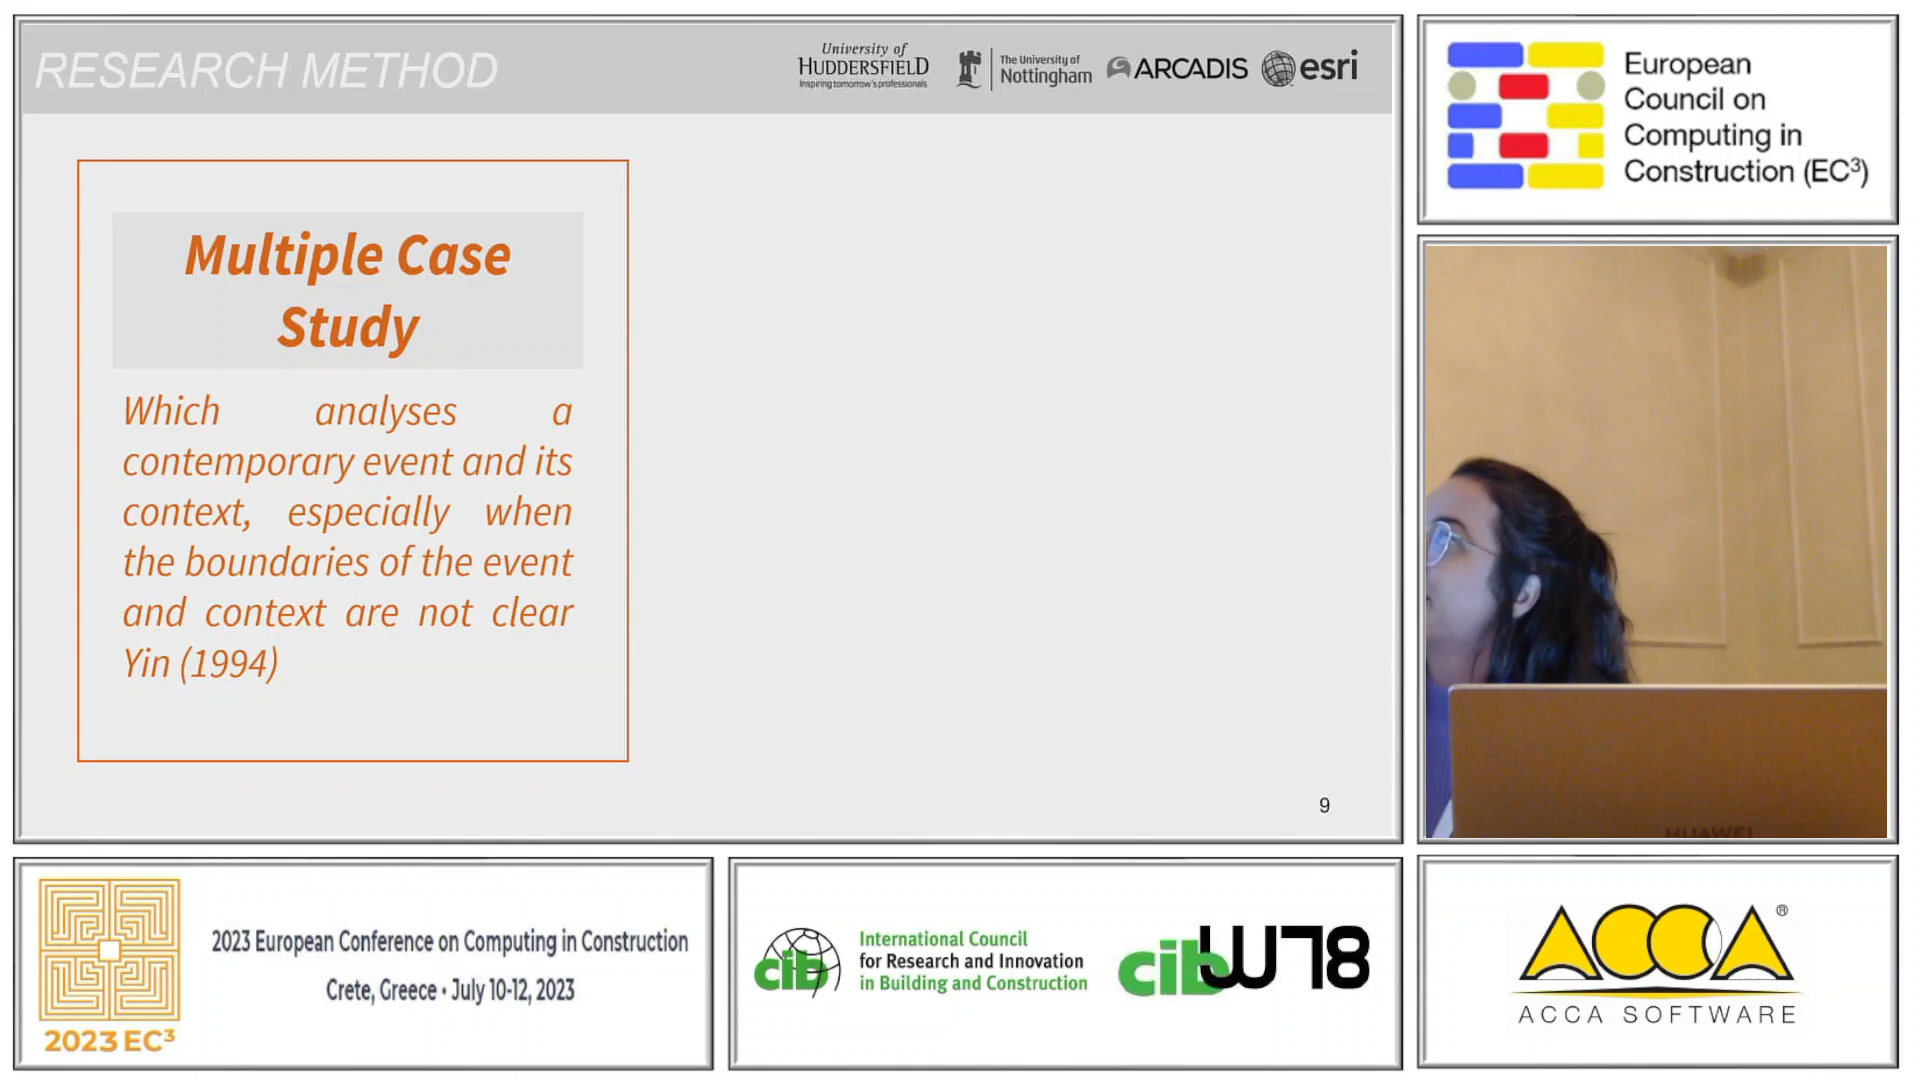 RESEARCH METHOD
University of
HUDDERSFIELD
Inspiring tomorrow's professionals
The University of
Nottingham
ARCADIS
esri
Multiple Case
Study
Which analyses a
contemporary event and its
context, especially when
the boundaries of the event
and context are not clear
Yin (1994)
9
European
Council on
Computing in
Construction (EC³)
HUAWEI
2023 EC³
2023 European Conference on Computing in Construction
Crete, Greece • July 10-12, 2023
cib
International Council
for Research and Innovation
in Building and Construction
cib W78
ACCA ®
ACCA SOFTWARE